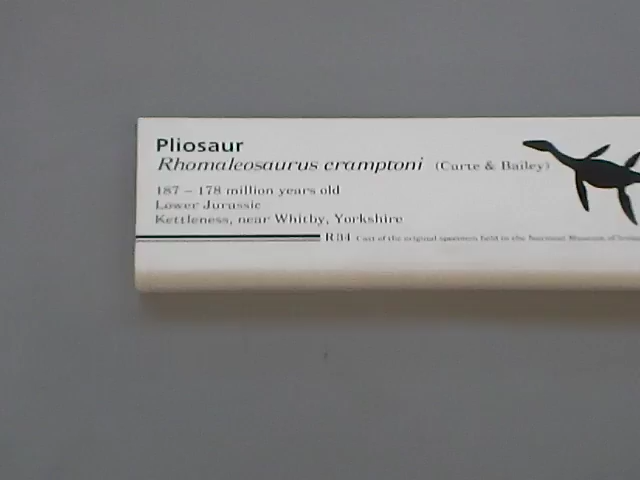 Pliosaur
Rhomaleosaurus cramptoni (Carte & Bailey)
187 – 178 million years old
Lower Jurassic
Kettleness, near Whitby, Yorkshire
R34 Cast of the original specimen held in the National Museum of